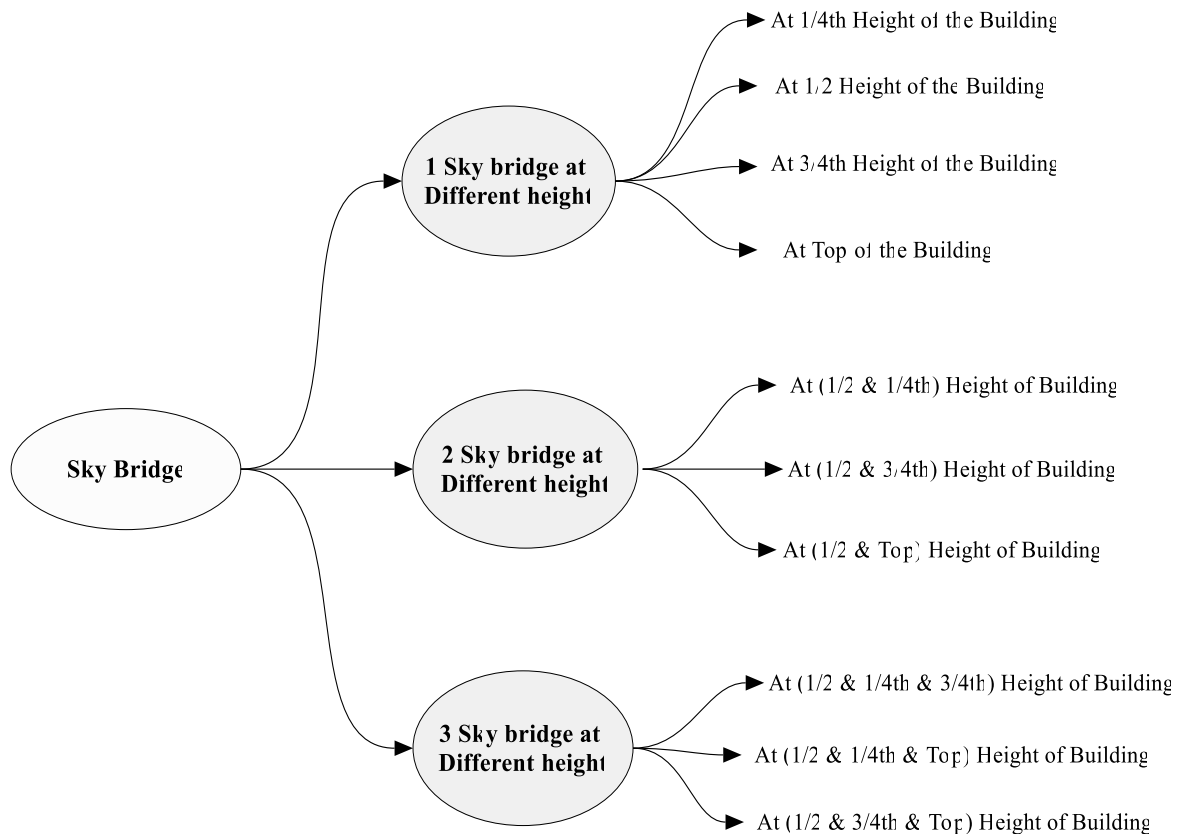 At 1/4th Height of the Building
At 1/2 Height of the Building
1 Sky bridge at
Different height
At 3/4th Height of the Building
At Top of the Building
At (1/2 & 1/4th) Height of Building
Sky Bridge
2 Sky bridge at
Different height
At (1/2 & 3/4th) Height of Building
At (1/2 & Top) Height of Building
At (1/2 & 1/4th & 3/4th) Height of Building
3 Sky bridge at
Different height
At (1/2 & 1/4th & Top) Height of Building
At (1/2 & 3/4th & Top) Height of Building